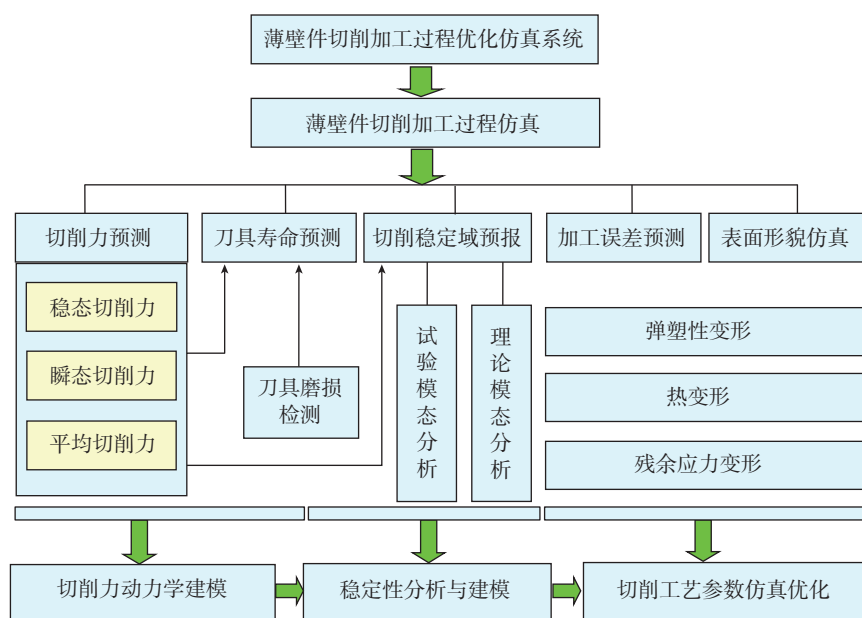 薄壁件切削加工过程优化仿真系统
薄壁件切削加工过程仿真
切削力预测
刀具寿命预测
切削稳定域预报
加工误差预测
表面形貌仿真
稳态切削力
瞬态切削力
平均切削力
刀具磨损
检测
试验模态分析
理论模态分析
弹塑性变形
热变形
残余应力变形
切削力动力学建模
稳定性分析与建模
切削工艺参数仿真优化